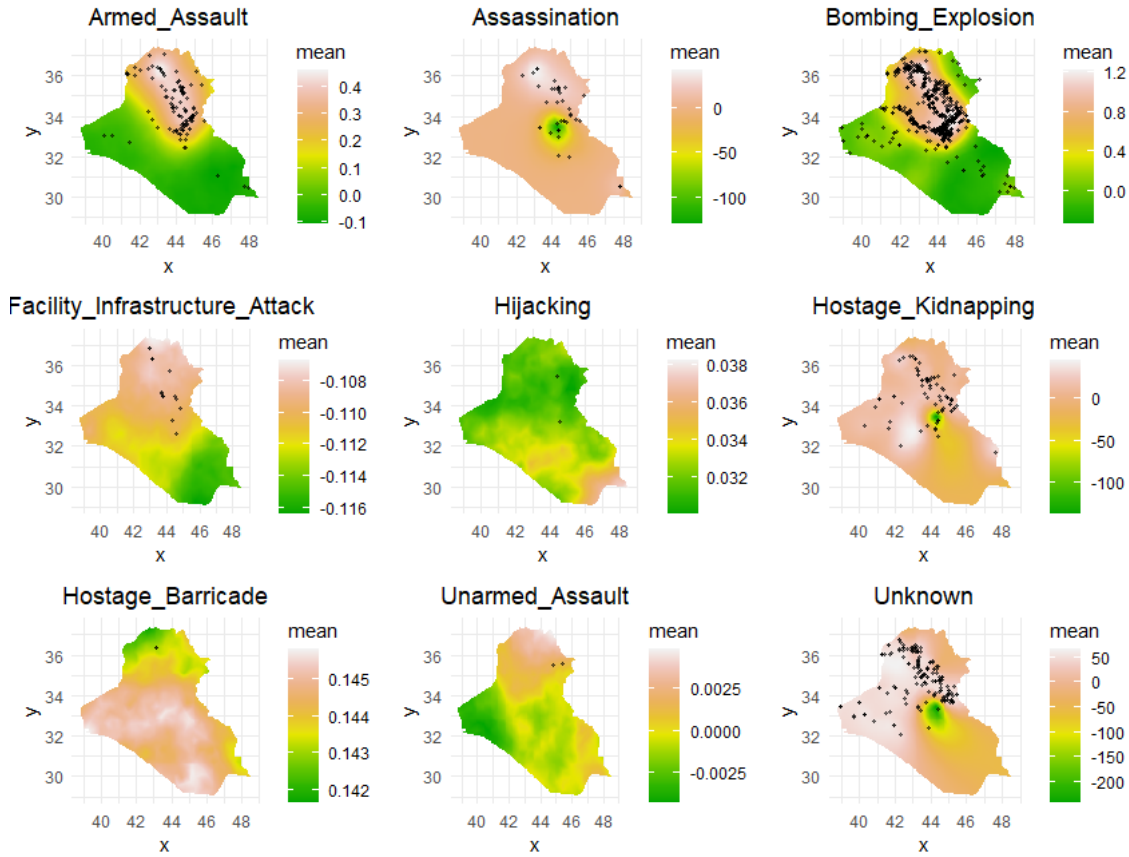 Armed_Assault
mean
0.4
0.3
0.2
0.1
0.0
-0.1
36
34
32
30
y
40 42 44 46 48
x
Assassination
mean
0
-50
-100
36
34
32
30
y
40 42 44 46 48
x
Bombing_Explosion
mean
1.2
0.8
0.4
0.0
36
34
32
30
y
40 42 44 46 48
x
Facility_Infrastructure_Attack
mean
-0.108
-0.110
-0.112
-0.114
-0.116
36
34
32
30
y
40 42 44 46 48
x
Hijacking
mean
0.038
0.036
0.034
0.032
36
34
32
30
y
40 42 44 46 48
x
Hostage_Kidnapping
mean
0
-50
-100
36
34
32
30
y
40 42 44 46 48
x
Hostage_Barricade
mean
0.145
0.144
0.143
0.142
36
34
32
30
y
40 42 44 46 48
x
Unarmed_Assault
mean
0.0025
0.0000
-0.0025
36
34
32
30
y
40 42 44 46 48
x
Unknown
mean
50
0
-50
-100
-150
-200
36
34
32
30
y
40 42 44 46 48
x